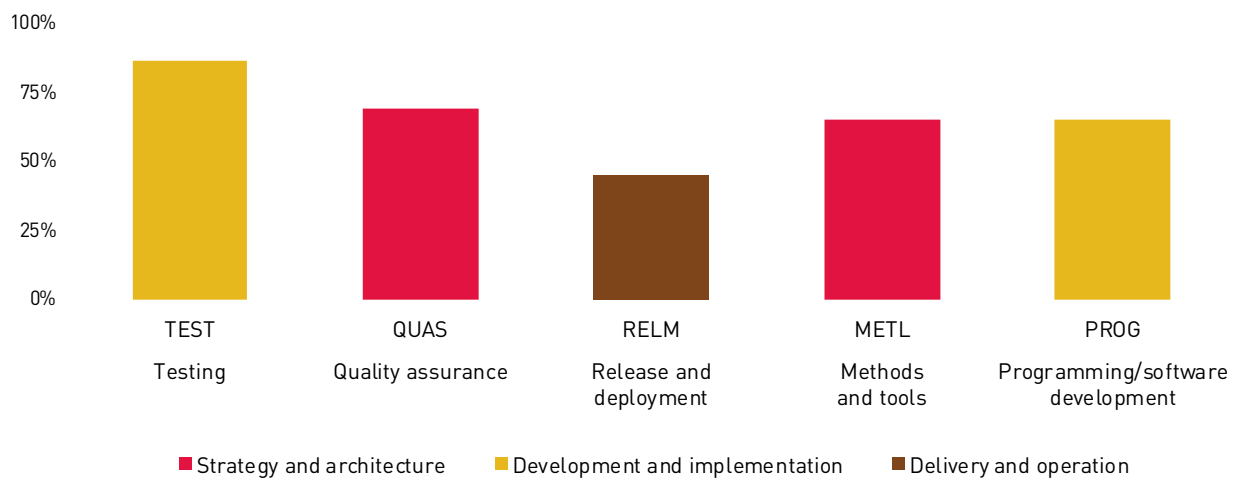 100%
75%
50%
25%
0%
TEST QUAS RELM METL PROG
Testing Quality assurance Release and Methods Programming/software
deployment and tools development
Strategy and architecture Development and implementation Delivery and operation